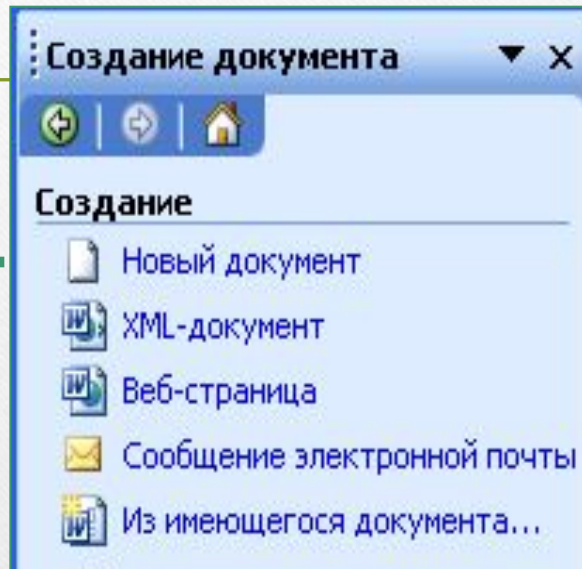 Создание документа
Создание
Новый документ
XML-документ
Веб-страница
Сообщение электронной почты
Из имеющегося документа...